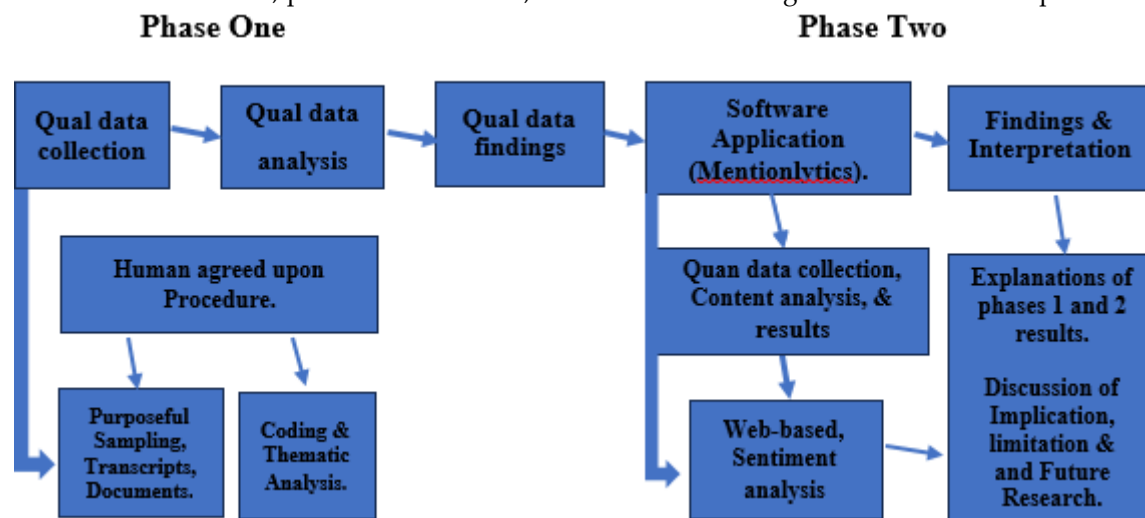 Phase One
Phase Two
Qual data
collection
Qual data
analysis
Qual data
findings
Software
Application
(Mentionlytics).
Findings &
Interpretation
Human agreed upon
Procedure.
Purposeful
Sampling,
Transcripts,
Documents.
Coding &
Thematic
Analysis.
Quan data collection,
Content analysis, &
results
Web-based,
Sentiment
analysis
Explanations of
phases 1 and 2
results.
Discussion of
Implication,
limitation &
and Future
Research.